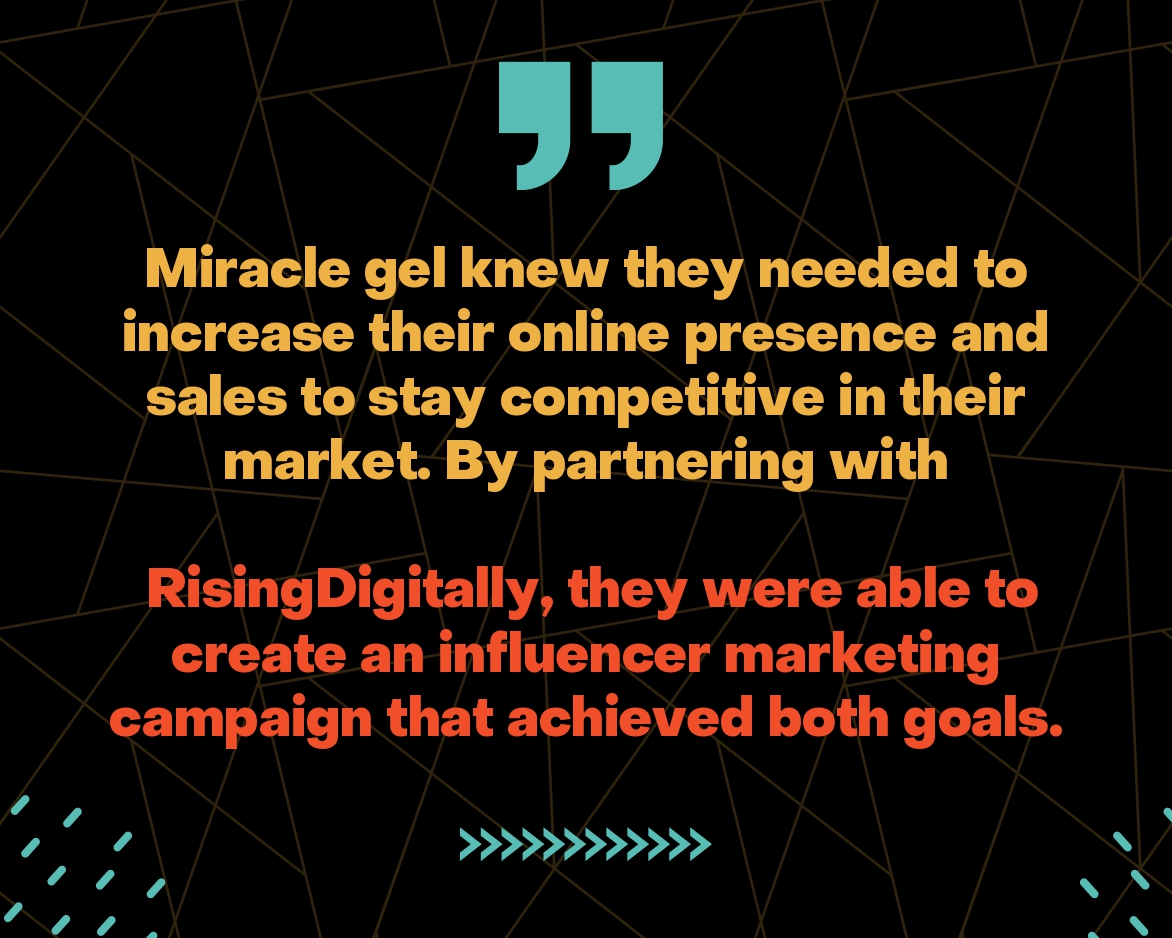 Miracle gel knew they needed to
increase their online presence and
sales to stay competitive in their
market. By partnering with
RisingDigitally, they were able to
create an influencer marketing
campaign that achieved both goals.